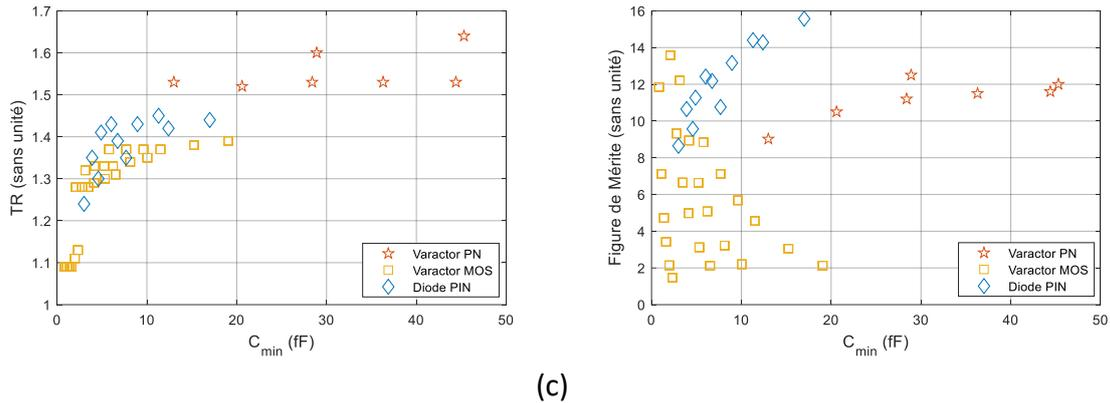 1.7
1.6
1.5
1.4
1.3
1.2
1.1
1
TR (sans unité)
0
10
20
30
40
50
C_min (fF)
Varactor PN
Varactor MOS
Diode PIN
16
14
12
10
8
6
4
2
0
Figure de Mérite (sans unité)
0
10
20
30
40
50
C_min (fF)
Varactor PN
Varactor MOS
Diode PIN
(c)